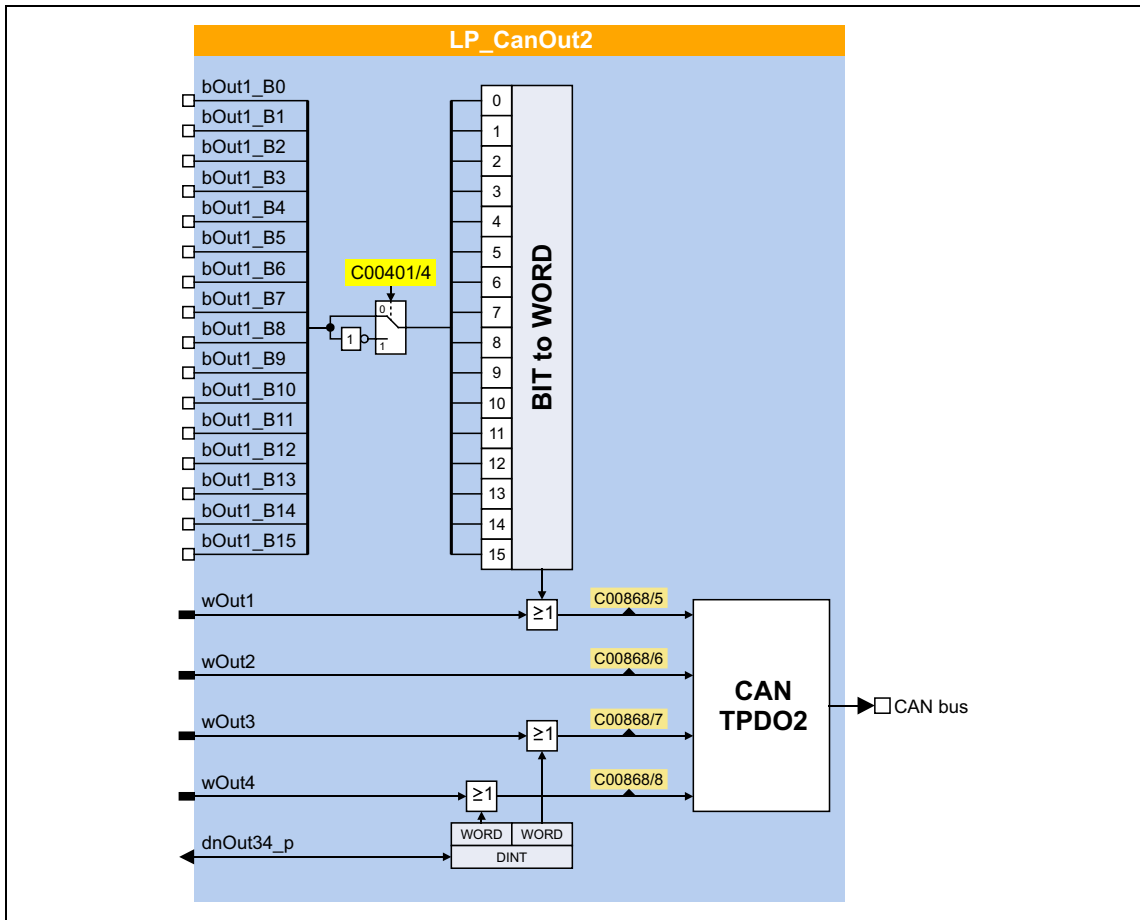 LP_CanOut2
bOut1_B0
bOut1_B1
bOut1_B2
bOut1_B3
bOut1_B4
bOut1_B5
bOut1_B6
bOut1_B7
bOut1_B8
bOut1_B9
bOut1_B10
bOut1_B11
bOut1_B12
bOut1_B13
bOut1_B14
bOut1_B15
C00401/4
0
1
1
0
1
2
3
4
5
6
7
8
9
10
11
12
13
14
15
BIT to WORD
wOut1
≥1
C00868/5
wOut2
C00868/6
wOut3
≥1
C00868/7
wOut4
≥1
C00868/8
CAN
TPDO2
CAN bus
dnOut34_p
WORD WORD
DINT